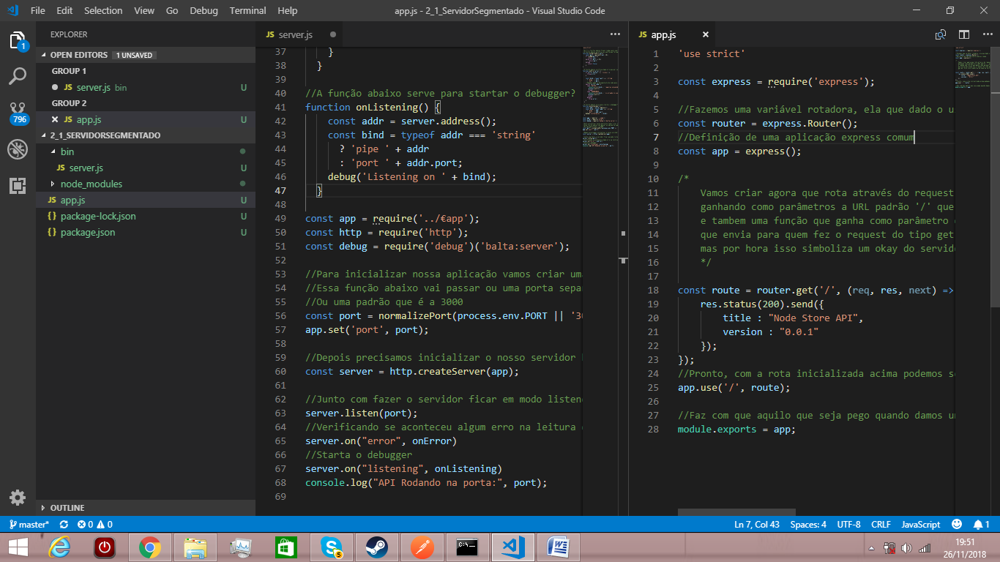 File Edit Selection View Go Debug Terminal Help
app.js - 2_1_ServidorSegmentado - Visual Studio Code
1
796
EXPLORER
OPEN EDITORS 1 UNSAVED
GROUP 1
JS server.js bin U
GROUP 2
JS app.js U
2_1_SERVIDORSEGMENTADO
bin
JS server.js U
node_modules
JS app.js U
{} package-lock.json U
{} package.json U
OUTLINE
JS server.js
37 }
38 }
39
40 //A função abaixo serve para startar o debugger?
41 function onListening() {
42 const addr = server.address();
43 const bind = typeof addr === 'string'
44 ? 'pipe ' + addr
45 : 'port ' + addr.port;
46 debug('Listening on ' + bind);
47 }
48
49 const app = require('../€app');
50 const http = require('http');
51 const debug = require('debug')('balta:server');
52
53 //Para inicializar nossa aplicação vamos criar uma
54 //Essa função abaixo vai passar ou uma porta sepa
55 //Ou uma padrão que é a 3000
56 const port = normalizePort(process.env.PORT || '30
57 app.set('port', port);
58
59 //Depois precisamos inicializar o nosso servidor
60 const server = http.createServer(app);
61
62 //Junto com fazer o servidor ficar em modo listene
63 server.listen(port);
64 //Verificando se aconteceu algum erro na leitura
65 server.on("error", onError)
66 //Starta o debugger
67 server.on("listening", onListening)
68 console.log("API Rodando na porta:", port);
69
JS app.js
1 'use strict'
2
3 const express = require('express');
4
5 //Fazemos uma variável rotadora, ela que dado o u
6 const router = express.Router();
7 //Definição de uma aplicação express comum
8 const app = express();
9
10 /*
11 Vamos criar agora que rota através do request
12 ganhando como parâmetros a URL padrão '/' que
13 e tambem uma função que ganha como parâmetro
14 que envia para quem fez o request do tipo get
15 mas por hora isso simboliza um okay do servido
16 */
17
18 const route = router.get('/', (req, res, next) =>
19 res.status(200).send({
20 title : "Node Store API",
21 version : "0.0.1"
22 });
23 });
24 //Pronto, com a rota inicializada acima podemos se
25 app.use('/', route);
26
27 //Faz com que aquilo que seja pego quando damos um
28 module.exports = app;
master* 0 0
Ln 7, Col 43 Spaces: 4 UTF-8 CRLF JavaScript 1
5
19:51
26/11/2018